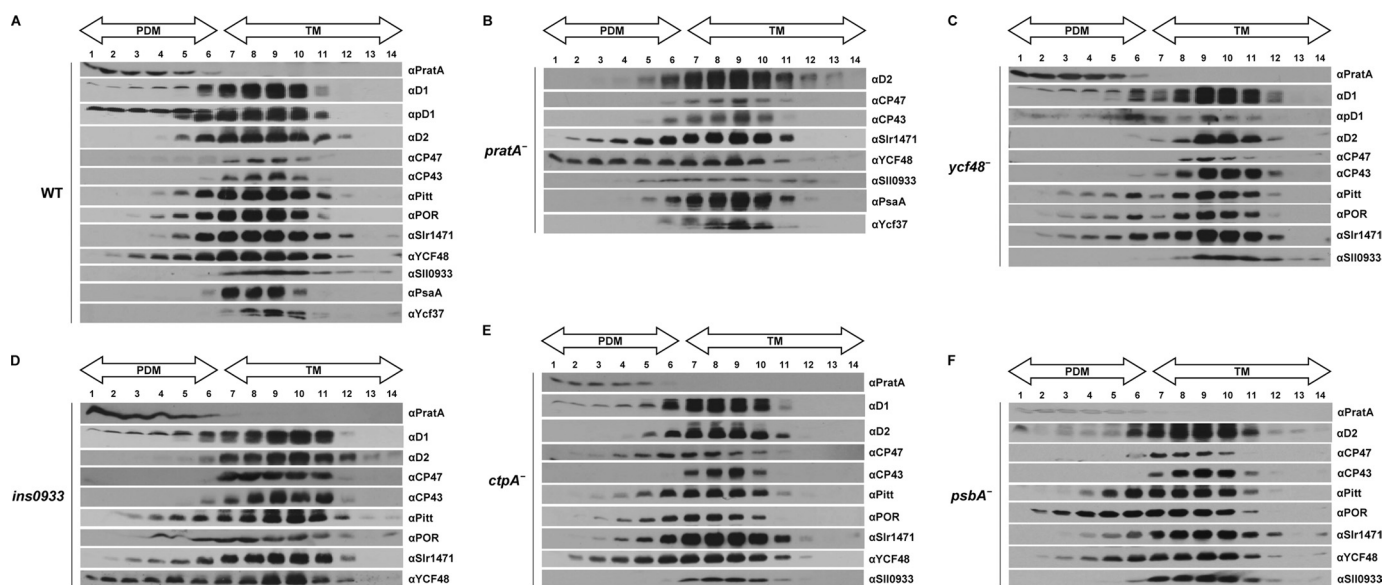 A
PDM TM
1 2 3 4 5 6 7 8 9 10 11 12 13 14
WT
αPratA
αD1
αpD1
αD2
αCP47
αCP43
αPitt
αPOR
αSlr1471
αYCF48
αSll0933
αPsaA
αYcf37
B
PDM TM
1 2 3 4 5 6 7 8 9 10 11 12 13 14
pratA⁻
αD2
αCP47
αCP43
αSlr1471
αYCF48
αSll0933
αPsaA
αYcf37
C
PDM TM
1 2 3 4 5 6 7 8 9 10 11 12 13 14
ycf48⁻
αPratA
αD1
αpD1
αD2
αCP47
αCP43
αPitt
αPOR
αSlr1471
αSll0933
D
PDM TM
1 2 3 4 5 6 7 8 9 10 11 12 13 14
ins0933
αPratA
αD1
αD2
αCP47
αCP43
αPitt
αPOR
αSlr1471
αYCF48
E
PDM TM
1 2 3 4 5 6 7 8 9 10 11 12 13 14
ctpA⁻
αPratA
αD1
αD2
αCP47
αCP43
αPitt
αPOR
αSlr1471
αYCF48
αSll0933
F
PDM TM
1 2 3 4 5 6 7 8 9 10 11 12 13 14
psbA⁻
αPratA
αD2
αCP47
αCP43
αPitt
αPOR
αSlr1471
αYCF48
αSll0933